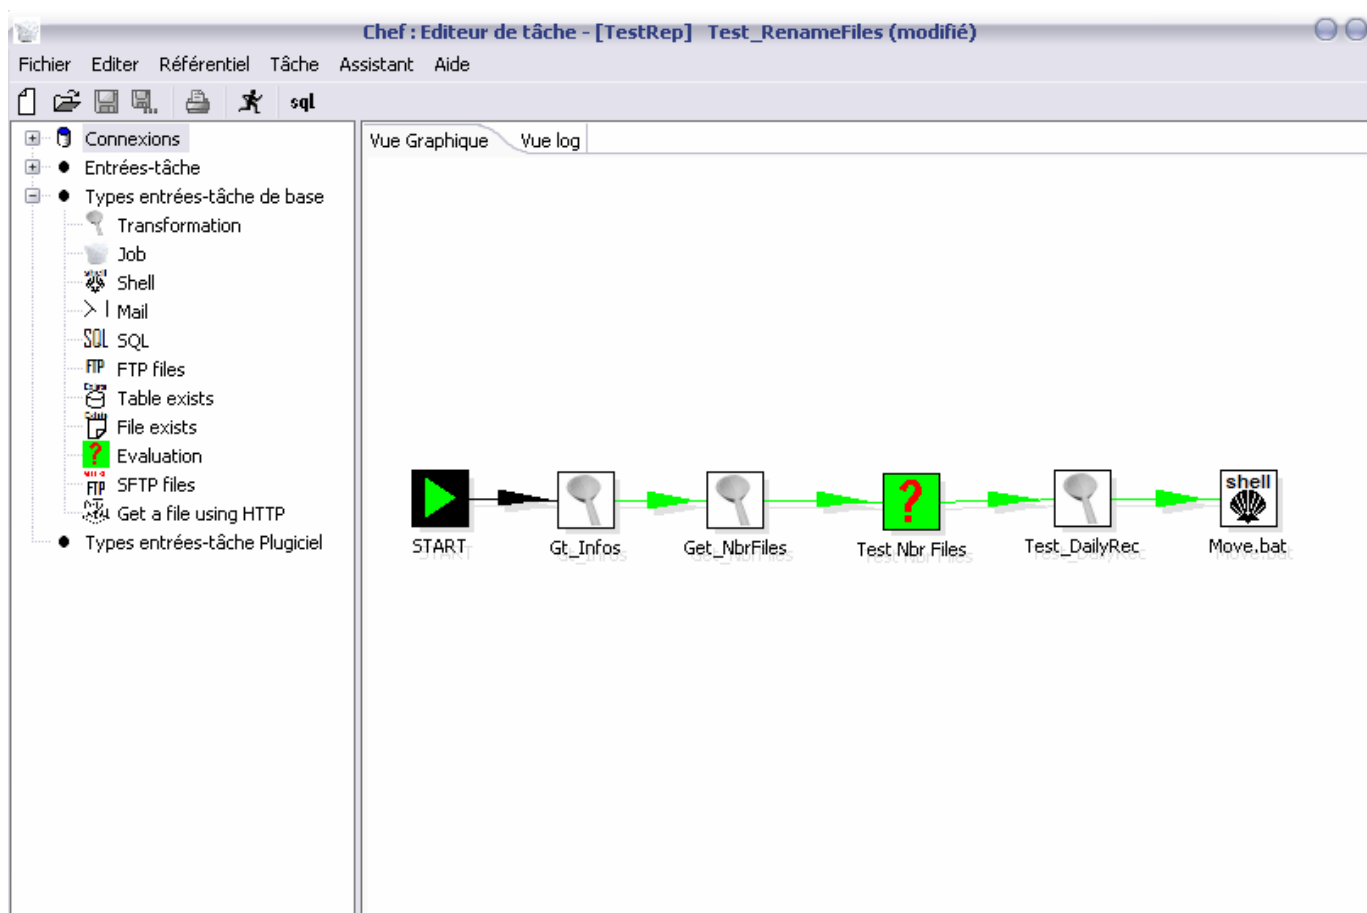 Chef : Editeur de tâche - [TestRep] Test_RenameFiles (modifié)
Fichier Editer Référentiel Tâche Assistant Aide
sql
Connexions
Entrées-tâche
Types entrées-tâche de base
Transformation
Job
Shell
Mail
SQL SQL
FTP FTP files
Table exists
File exists
? Evaluation
FTP SFTP files
Get a file using HTTP
Types entrées-tâche Plugiciel
Vue Graphique Vue log
? shell
START Gt_Infos Get_NbrFiles Test Nbr Files Test_DailyRec Move.bat